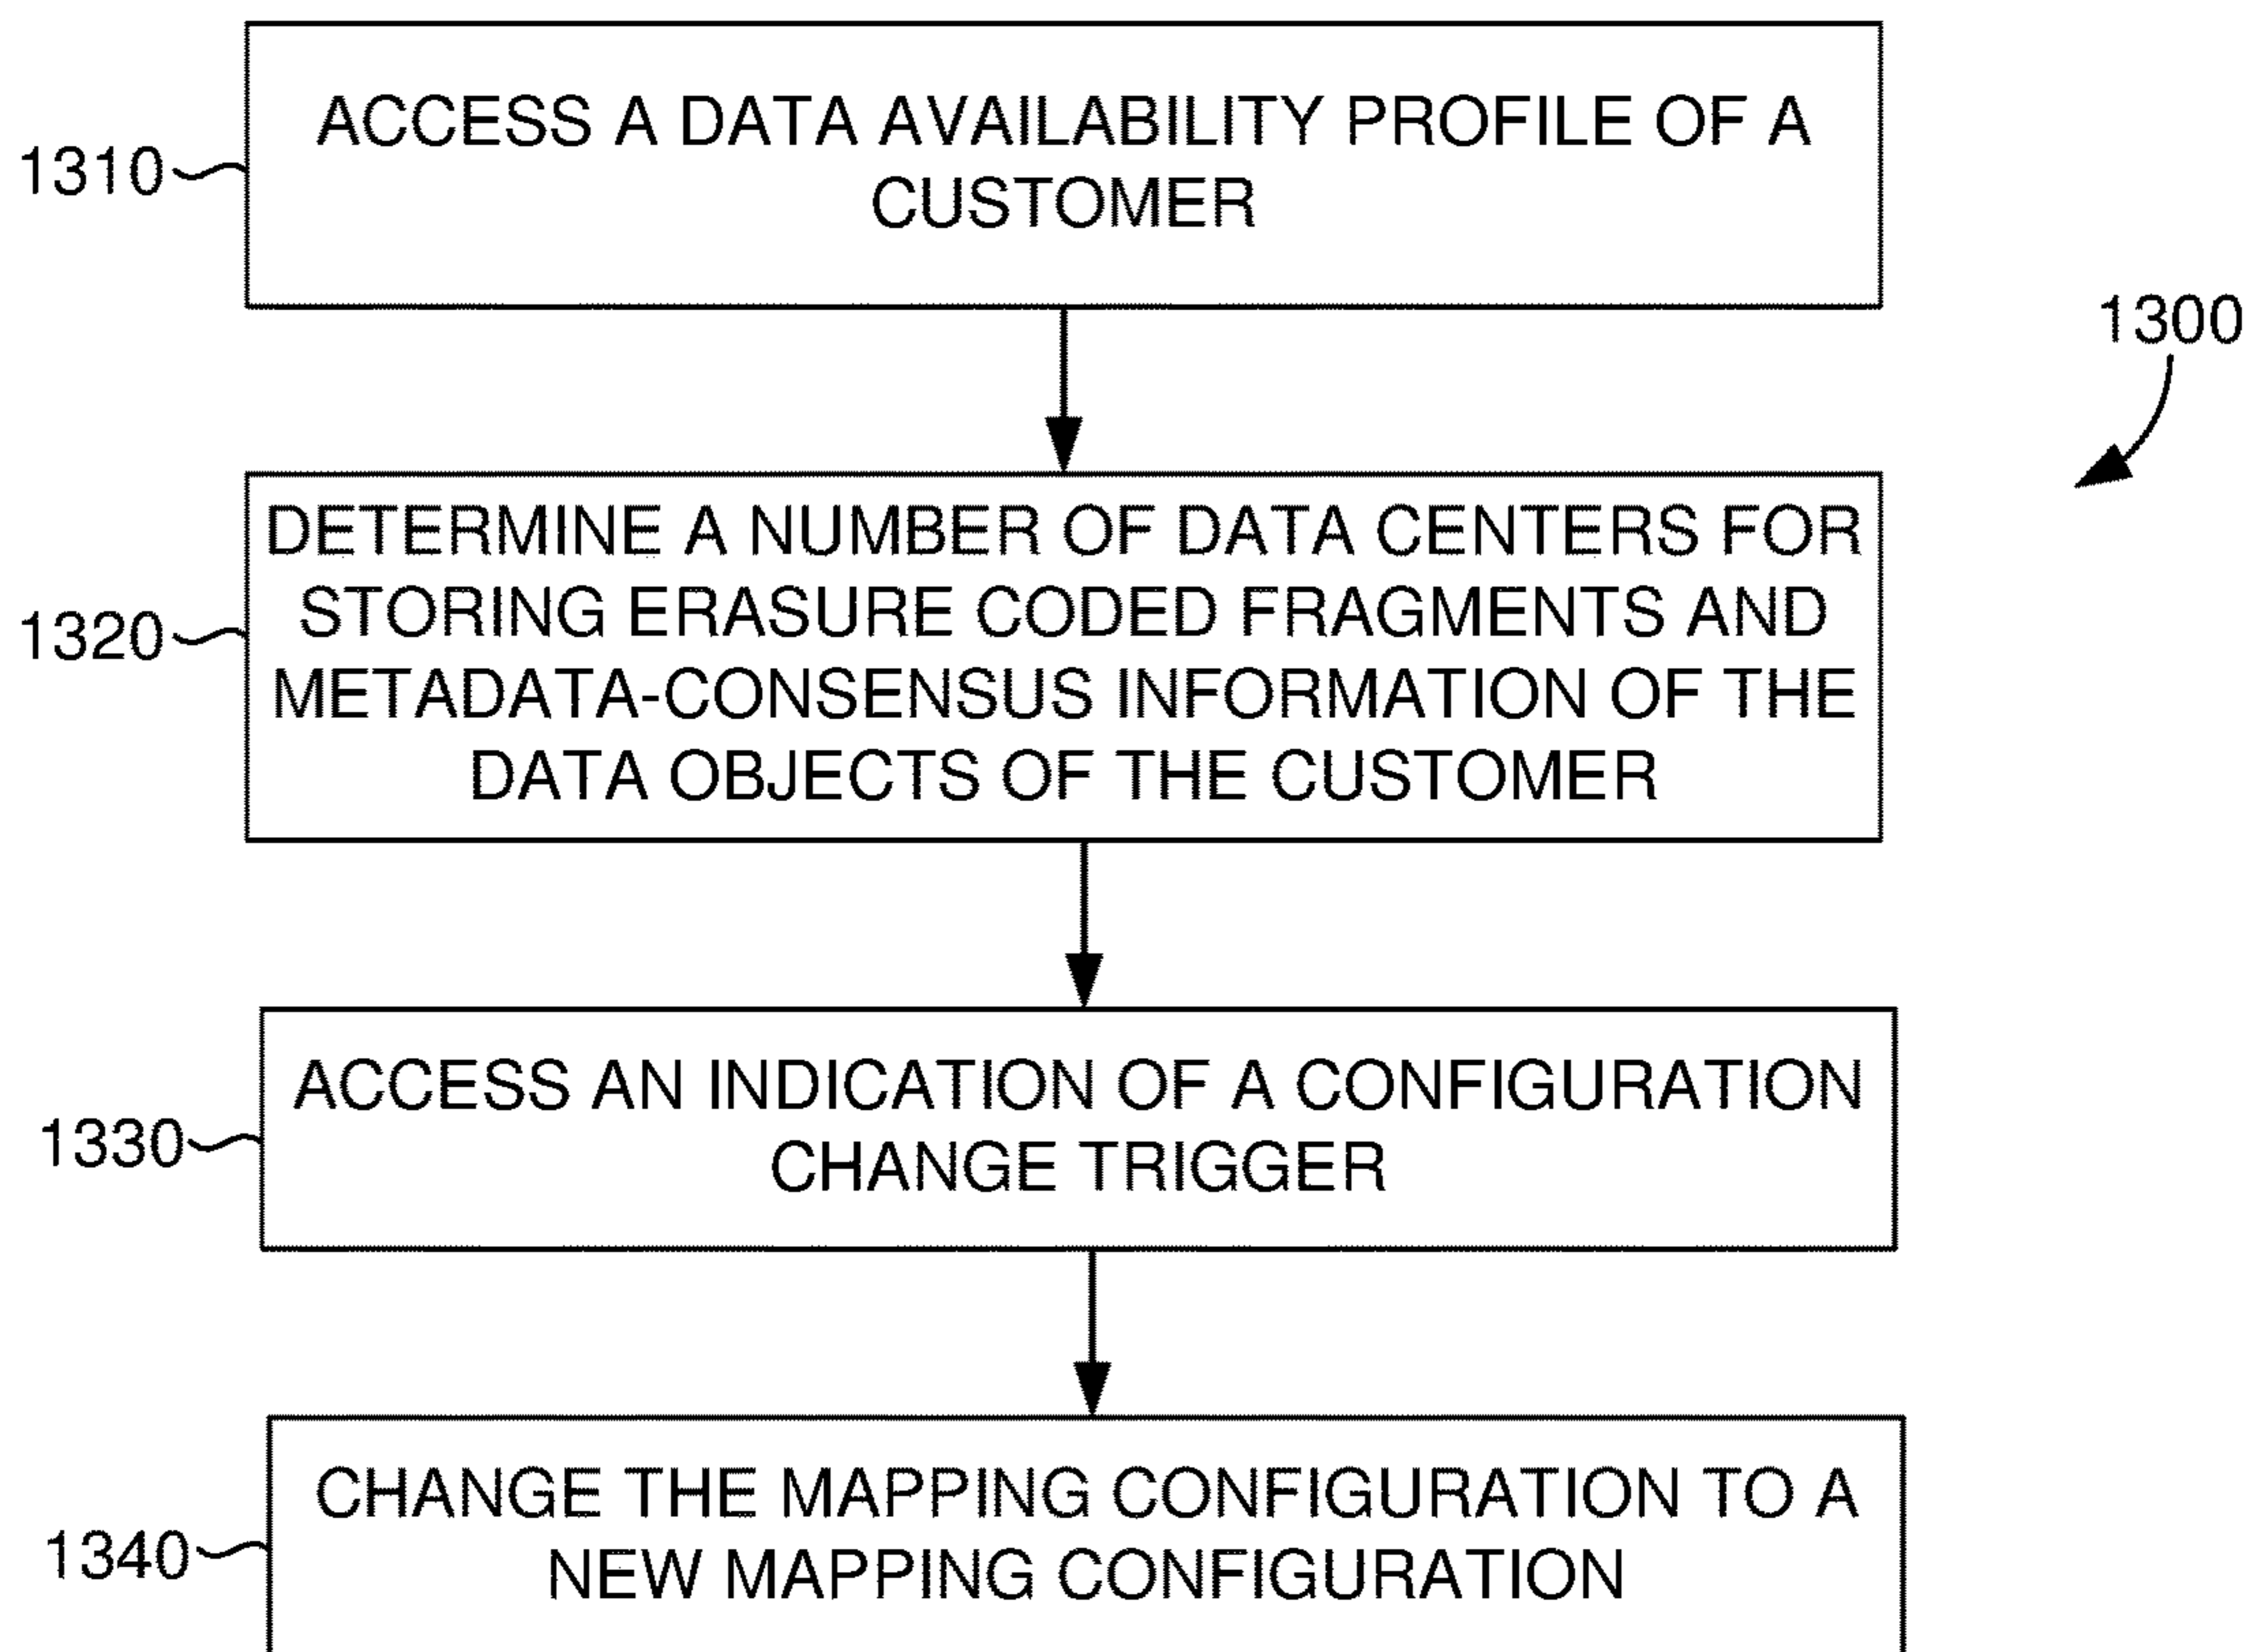 ACCESS A DATA AVAILABILITY PROFILE OF A
CUSTOMER
1310
1300
DETERMINE A NUMBER OF DATA CENTERS FOR
STORING ERASURE CODED FRAGMENTS AND
METADATA-CONSENSUS INFORMATION OF THE
DATA OBJECTS OF THE CUSTOMER
1320
ACCESS AN INDICATION OF A CONFIGURATION
CHANGE TRIGGER
1330
CHANGE THE MAPPING CONFIGURATION TO A
NEW MAPPING CONFIGURATION
1340